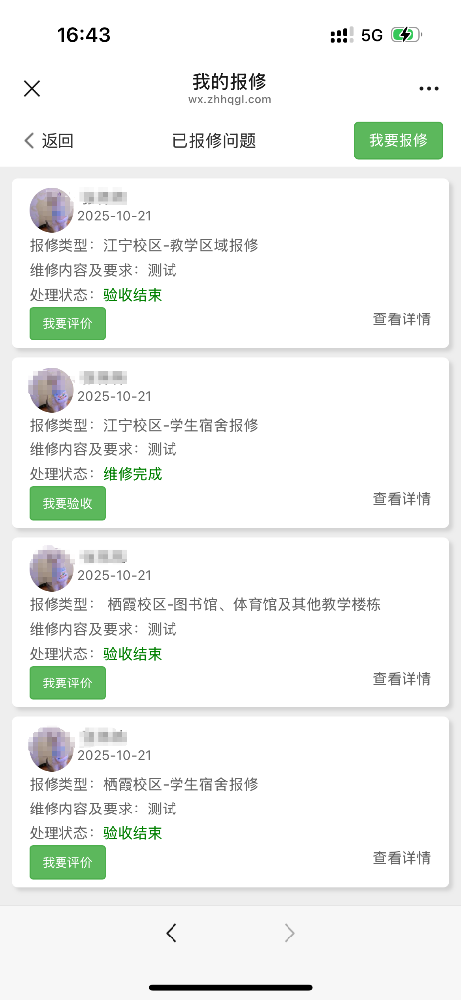 16:43
5G
我的报修
wx.zhhqgl.com
返回
已报修问题
我要报修
2025-10-21
报修类型：江宁校区-教学区域报修
维修内容及要求：测试
处理状态：验收结束
我要评价
查看详情
2025-10-21
报修类型：江宁校区-学生宿舍报修
维修内容及要求：测试
处理状态：维修完成
我要验收
查看详情
2025-10-21
报修类型： 栖霞校区-图书馆、体育馆及其他教学楼栋
维修内容及要求：测试
处理状态：验收结束
我要评价
查看详情
2025-10-21
报修类型：栖霞校区-学生宿舍报修
维修内容及要求：测试
处理状态：验收结束
我要评价
查看详情